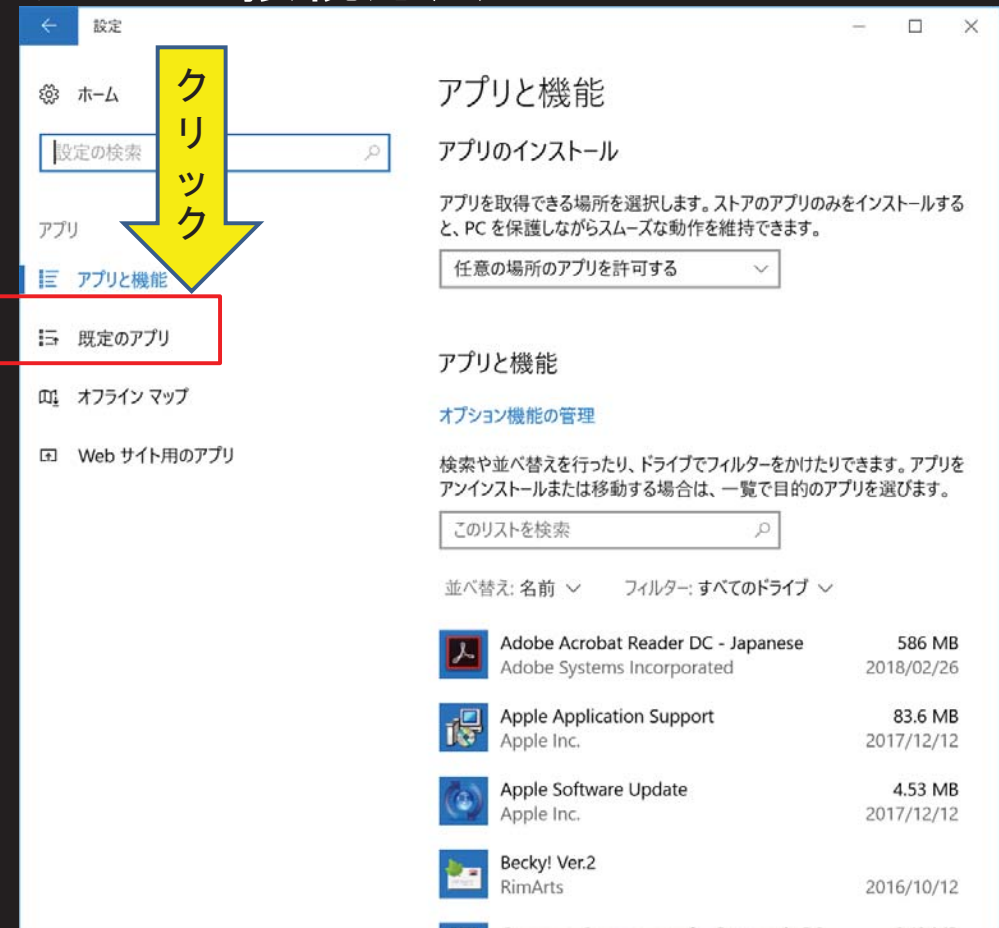 設定
ホーム
設定の検索
アプリ
アプリと機能
既定のアプリ
オフライン マップ
Web サイト用のアプリ
クリック
アプリと機能
アプリのインストール
アプリを取得できる場所を選択します。ストアのアプリのみをインストールする
と、PC を保護しながらスムーズな動作を維持できます。
任意の場所のアプリを許可する
アプリと機能
オプション機能の管理
検索や並べ替えを行ったり、ドライブでフィルターをかけたりできます。アプリを
アンインストールまたは移動する場合は、一覧で目的のアプリを選びます。
このリストを検索
並べ替え: 名前 フィルター: すべてのドライブ
Adobe Acrobat Reader DC - Japanese 586 MB
Adobe Systems Incorporated 2018/02/26
Apple Application Support 83.6 MB
Apple Inc. 2017/12/12
Apple Software Update 4.53 MB
Apple Inc. 2017/12/12
Becky! Ver.2
RimArts 2016/10/12